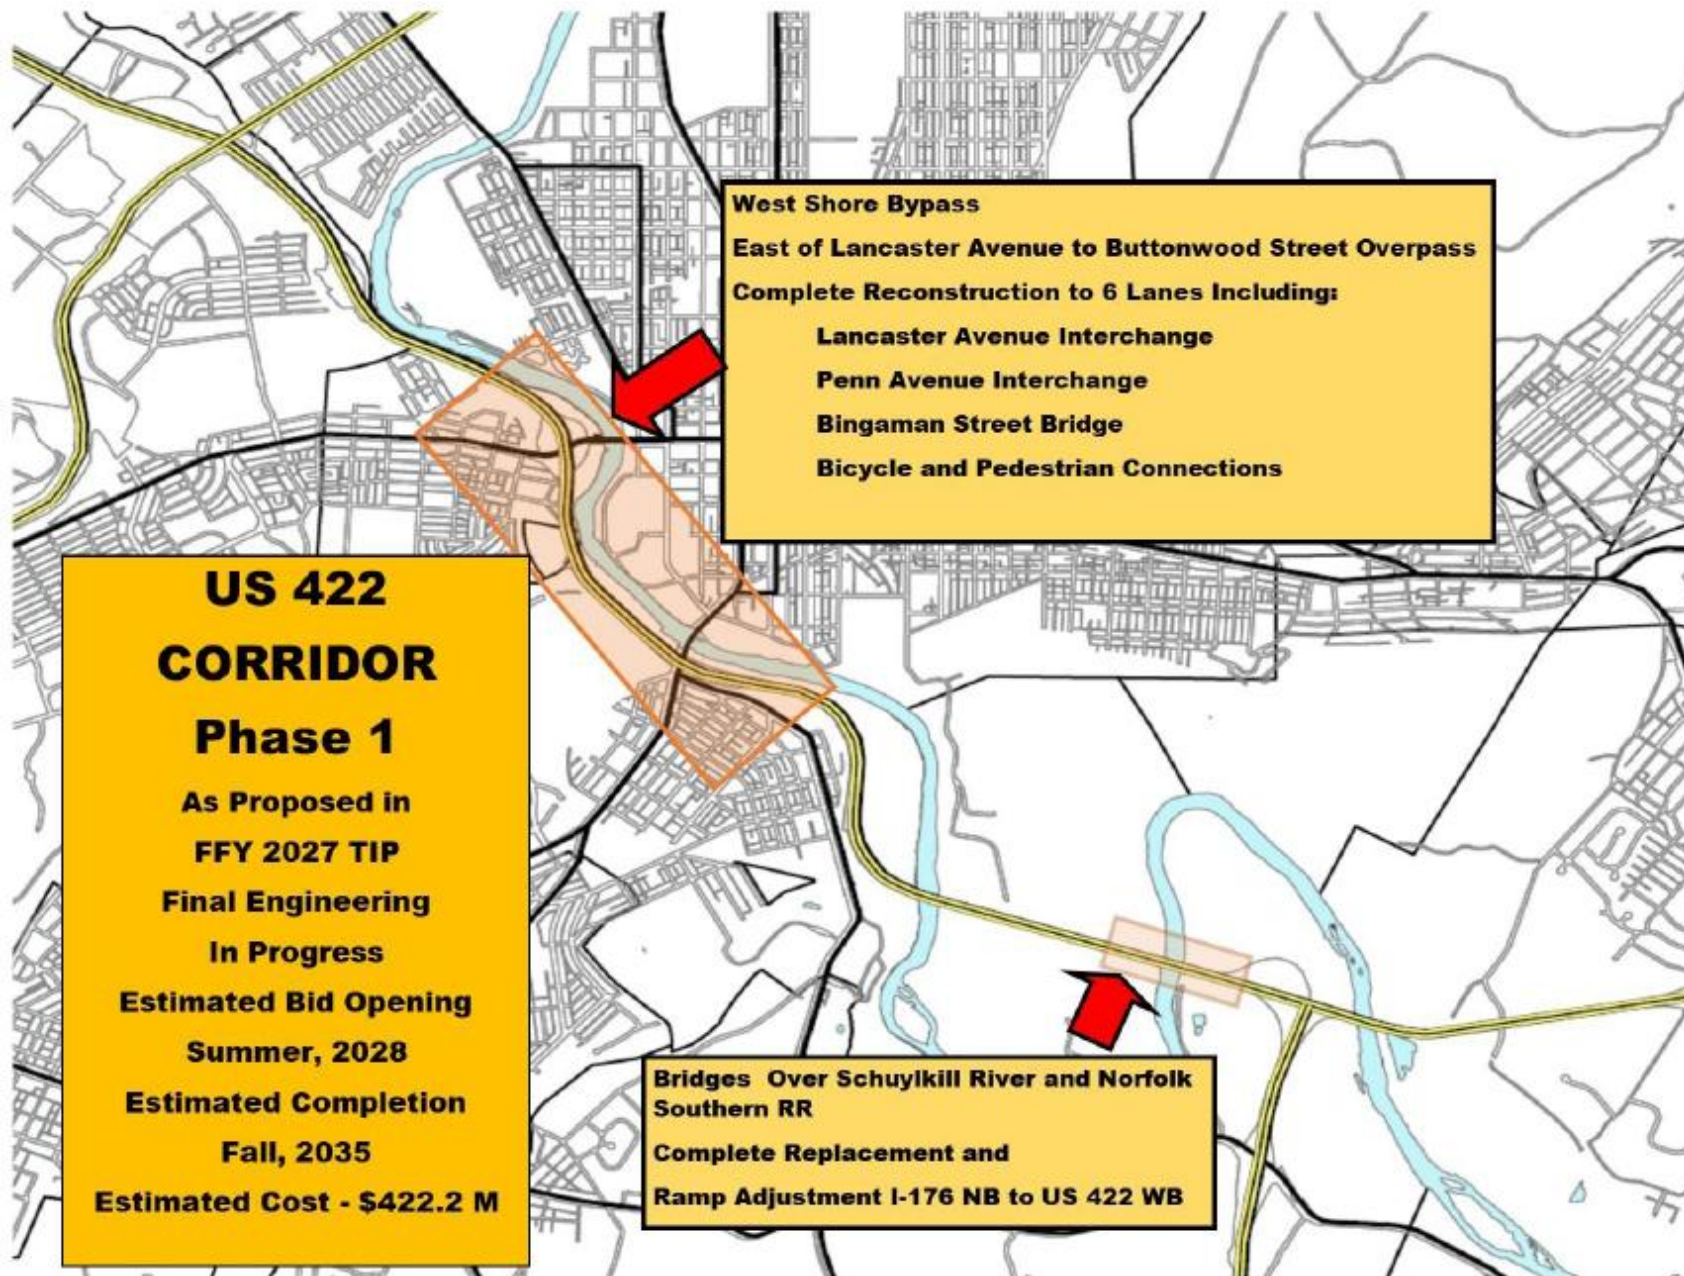 West Shore Bypass
East of Lancaster Avenue to Buttonwood Street Overpass
Complete Reconstruction to 6 Lanes Including:
Lancaster Avenue Interchange
Penn Avenue Interchange
Bingaman Street Bridge
Bicycle and Pedestrian Connections
US 422
CORRIDOR
Phase 1
As Proposed in
FFY 2027 TIP
Final Engineering
In Progress
Estimated Bid Opening
Summer, 2028
Estimated Completion
Fall, 2035
Estimated Cost - $422.2 M
Bridges Over Schuylkill River and Norfolk
Southern RR
Complete Replacement and
Ramp Adjustment I-176 NB to US 422 WB